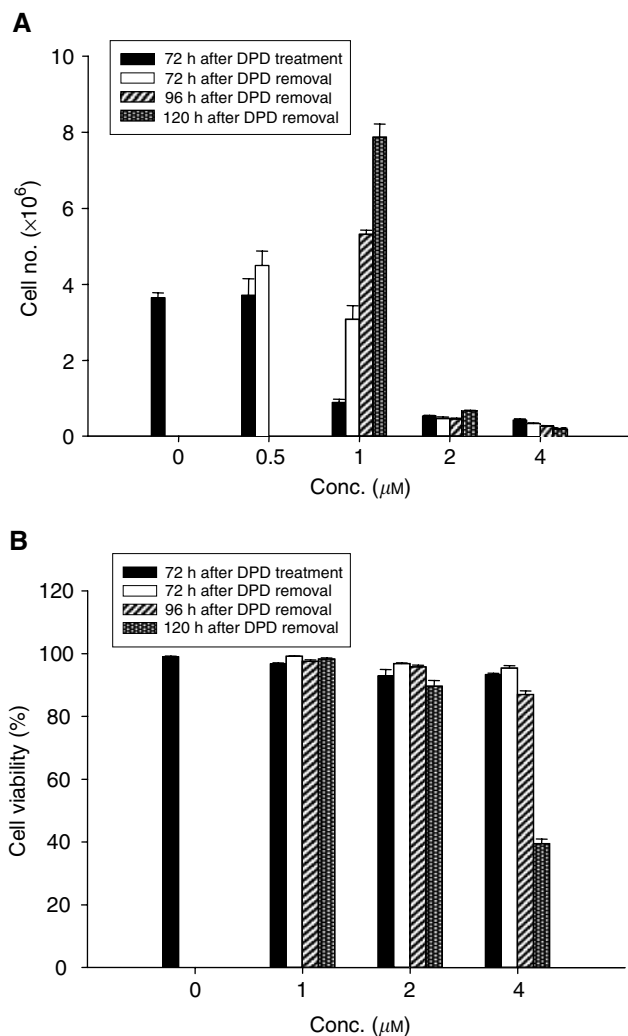 A
72 h after DPD treatment
72 h after DPD removal
96 h after DPD removal
120 h after DPD removal
10
8
6
4
2
0
Cell no. (×10⁶)
0 0.5 1 2 4
Conc. (μM)
B
72 h after DPD treatment
72 h after DPD removal
96 h after DPD removal
120 h after DPD removal
120
100
80
60
40
20
0
Cell viability (%)
0 1 2 4
Conc. (μM)